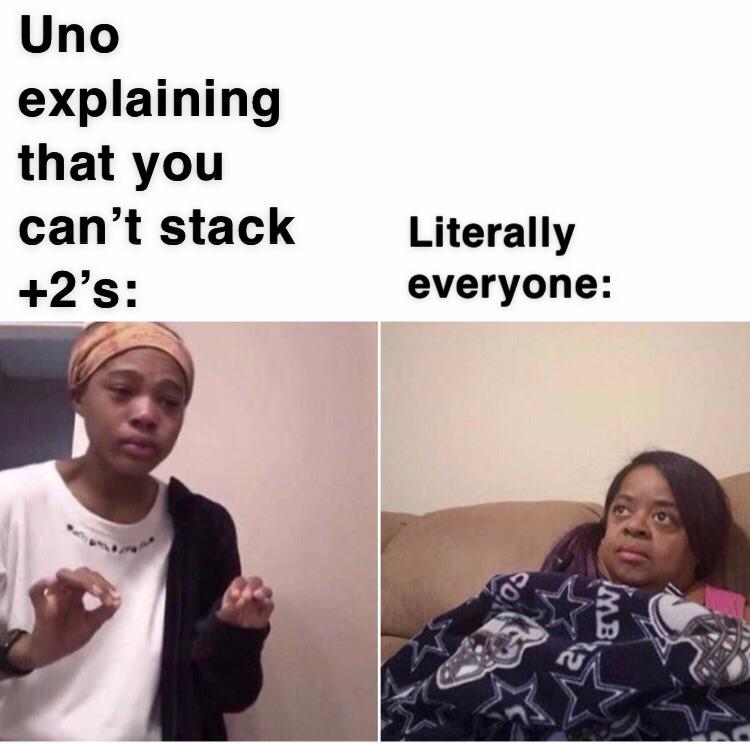 Uno
explaining
that you
can’t stack
+2’s:
Literally
everyone: